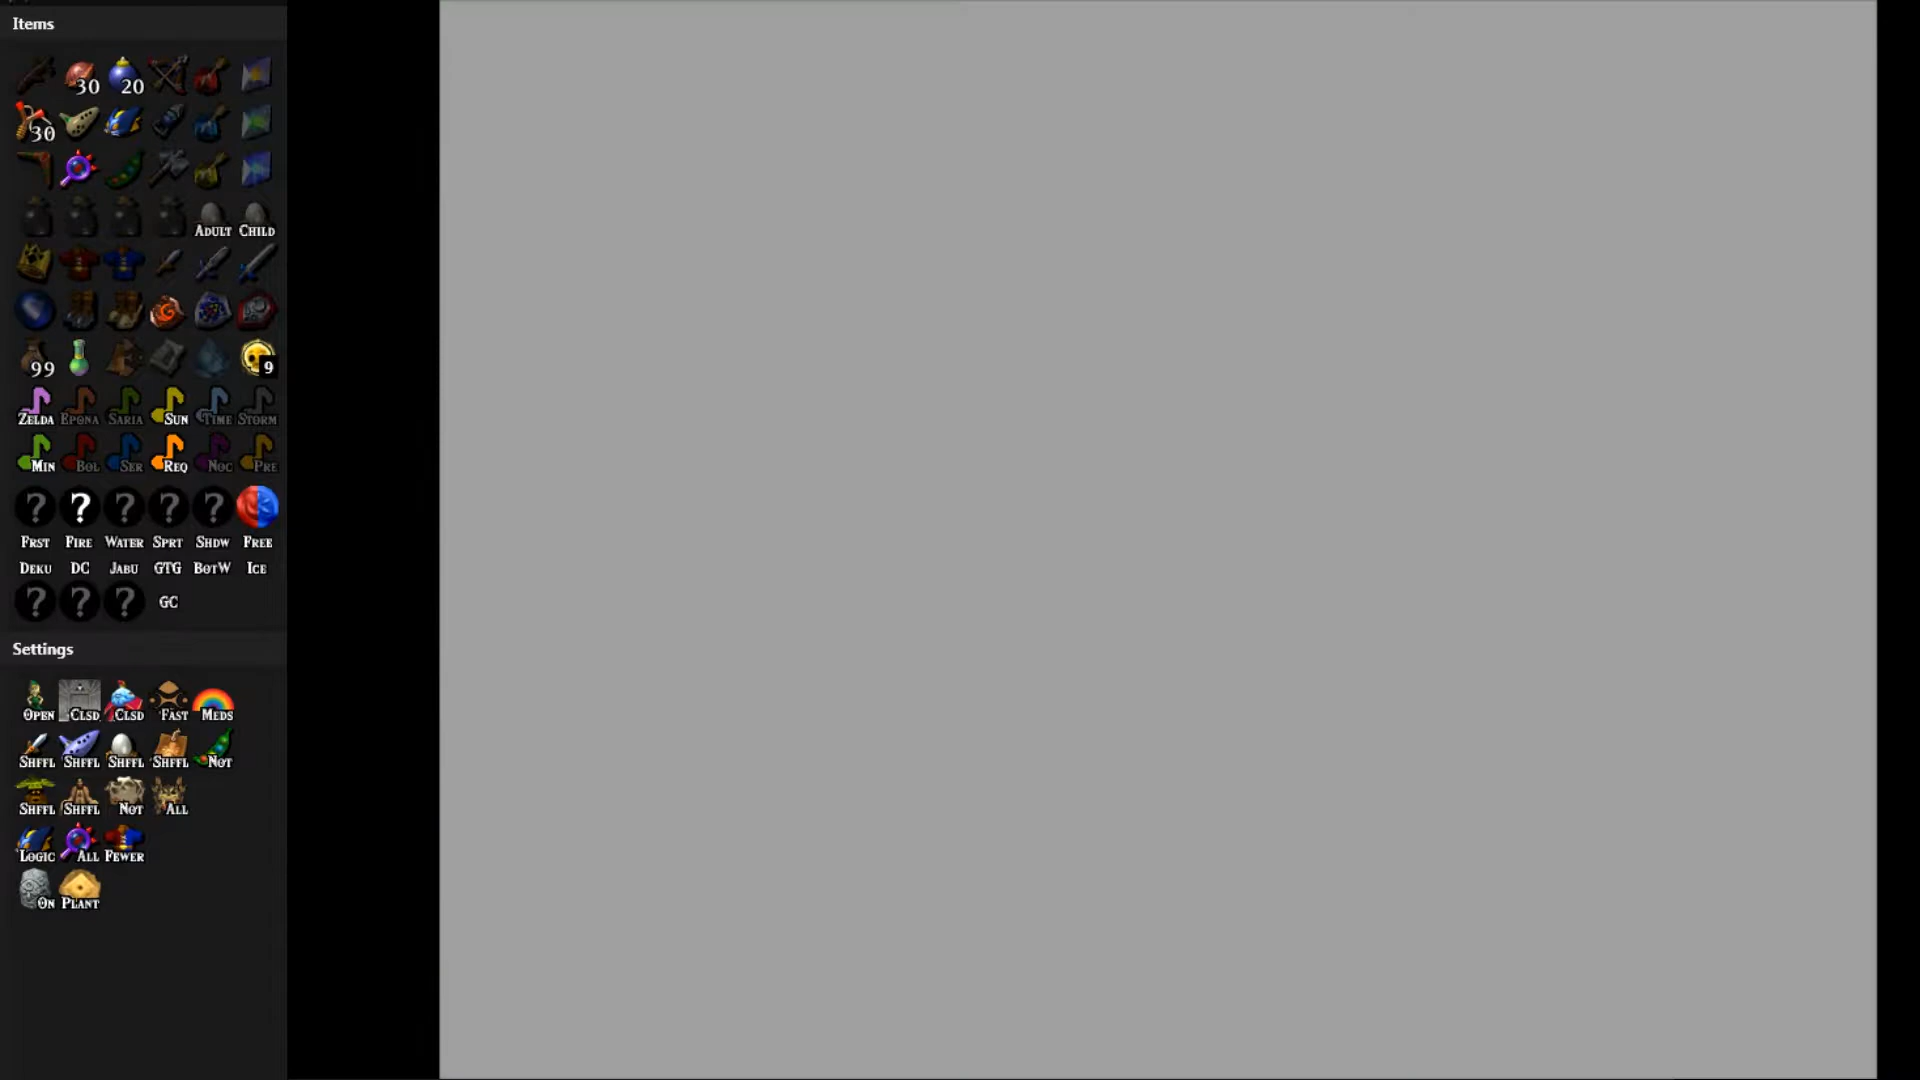 Items
30 20
30
ADULT CHILD
99 9
ZELDA EPONA SARIA SUN TIME STORM
MIN BOL SER REQ NOC PRE
? ? ? ? ?
FRST FIRE WATER SPRT SHDW FREE
DEKU DC JABU GTG BOTW ICE
? ? ? GC
Settings
OPEN CLSD CLSD FAST MEDS
SHFFL SHFFL SHFFL SHFFL NOT
SHFFL SHFFL NOT ALL
LOGIC ALL FEWER
ON PLANT